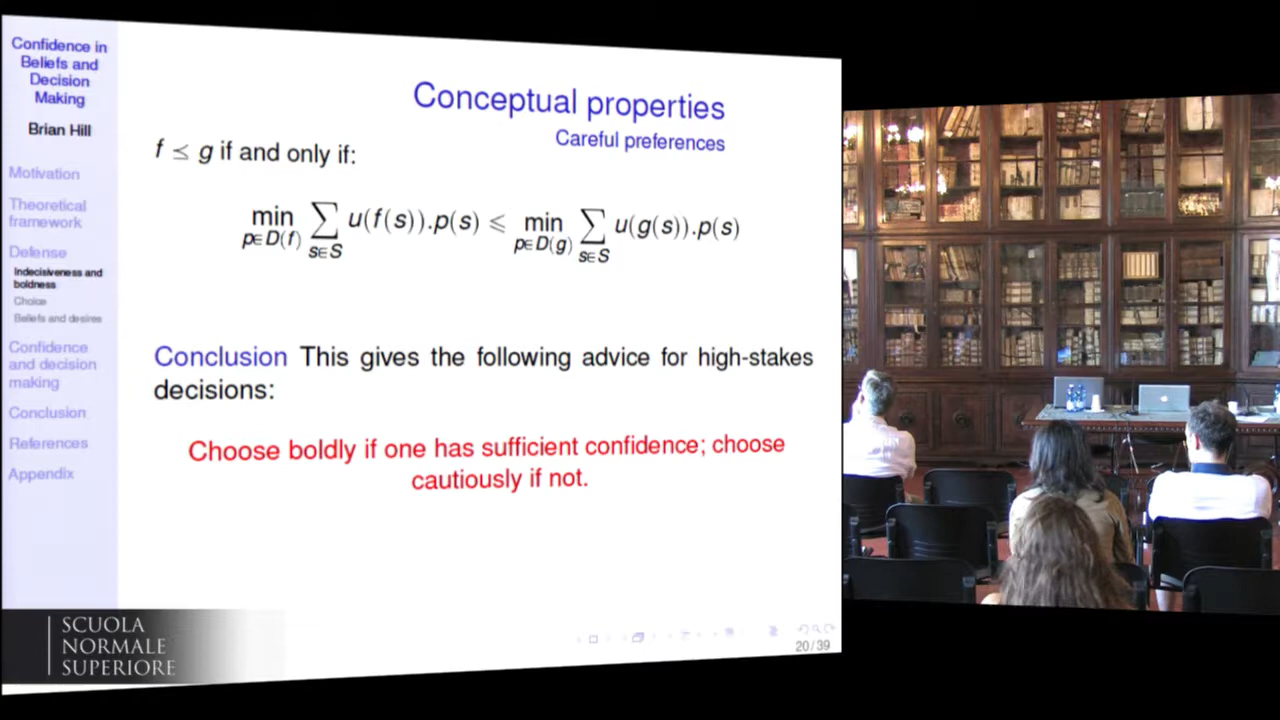 Confidence in
Beliefs and
Decision
Making
Brian Hill
Motivation
Theoretical
framework
Defense
Indecisiveness and
boldness
Choice
Beliefs and desires
Confidence
and decision
making
Conclusion
References
Appendix
Conceptual properties
Careful preferences
f ≤ g if and only if:
min_{p∈D(f)} ∑_{s∈S} u(f(s)).p(s) ⩽ min_{p∈D(g)} ∑_{s∈S} u(g(s)).p(s)
Conclusion This gives the following advice for high-stakes
decisions:
Choose boldly if one has sufficient confidence; choose
cautiously if not.
20/39
SCUOLA
NORMALE
SUPERIORE